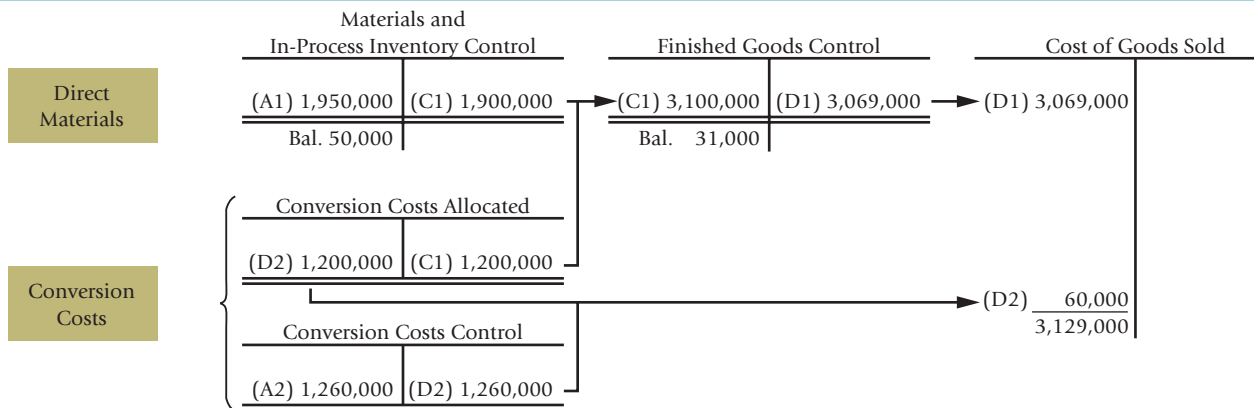 Materials and
In-Process Inventory Control
Finished Goods Control
Cost of Goods Sold
Direct
Materials
(A1) 1,950,000
(C1) 1,900,000
(C1) 3,100,000
(D1) 3,069,000
(D1) 3,069,000
Bal. 50,000
Bal. 31,000
Conversion Costs Allocated
(D2) 1,200,000
(C1) 1,200,000
Conversion
Costs
(D2) 60,000
3,129,000
Conversion Costs Control
(A2) 1,260,000
(D2) 1,260,000